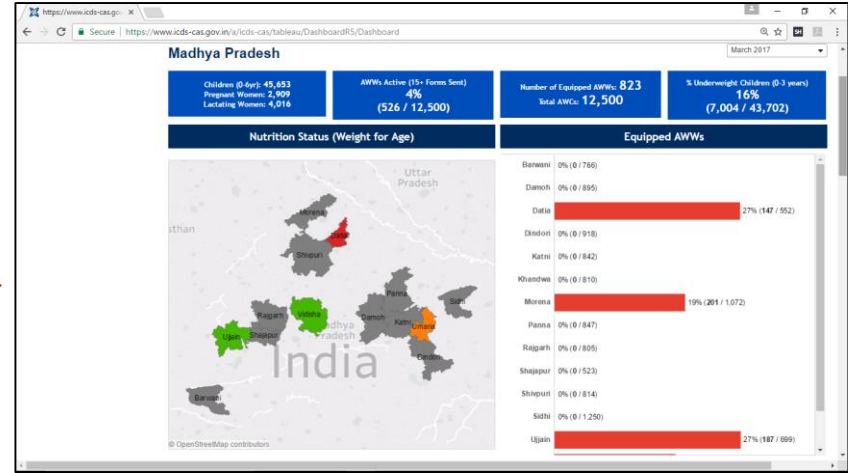 https://www.icds-cas.go
Secure | https://www.icds-cas.gov.in/a/icds-cas/tableau/DashboardR5/Dashboard
SH
Madhya Pradesh
March 2017
Children (0-6yr): 45,653
Pregnant Women: 2,909
Lactating Women: 4,016
AWWs Active (15+ Forms Sent)
4%
(526 / 12,500)
Number of Equipped AWWs: 823
Total AWCs: 12,500
% Underweight Children (0-3 years)
16%
(7,004 / 43,702)
Nutrition Status (Weight for Age)
Equipped AWWs
Uttar
Pradesh
sthan
Morena
Datia
Shivpuri
Panna
Sidhi
Rajgarh
Vidisha
Damoh
Katni
Umaria
Ujjain
Shajapur
dhya
radesh
Dindori
India
Barwani
© OpenStreetMap contributors
Barwani 0% (0 / 766)
Damoh 0% (0 / 895)
Datia 27% (147 / 552)
Dindori 0% (0 / 918)
Katni 0% (0 / 842)
Khandwa 0% (0 / 810)
Morena 19% (201 / 1,072)
Panna 0% (0 / 847)
Rajgarh 0% (0 / 805)
Shajapur 0% (0 / 523)
Shivpuri 0% (0 / 814)
Sidhi 0% (0 / 1,250)
Ujjain 27% (187 / 699)